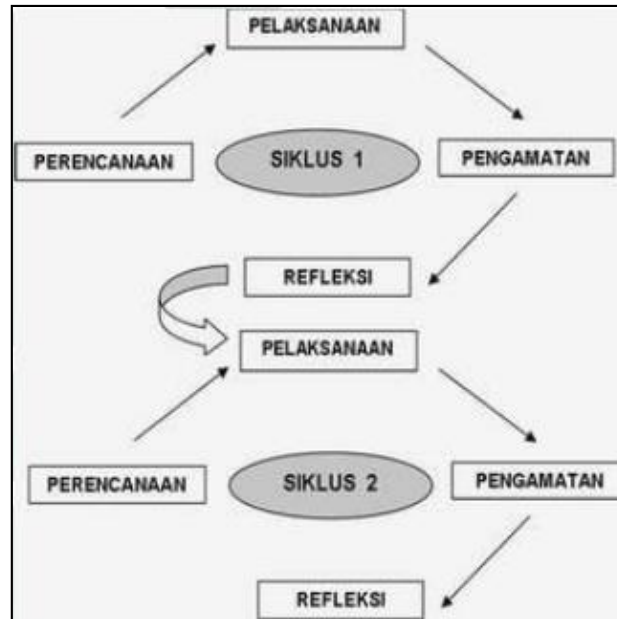 PELAKSANAAN
PERENCANAAN
SIKLUS 1
PENGAMATAN
REFLEKSI
PELAKSANAAN
PERENCANAAN
SIKLUS 2
PENGAMATAN
REFLEKSI